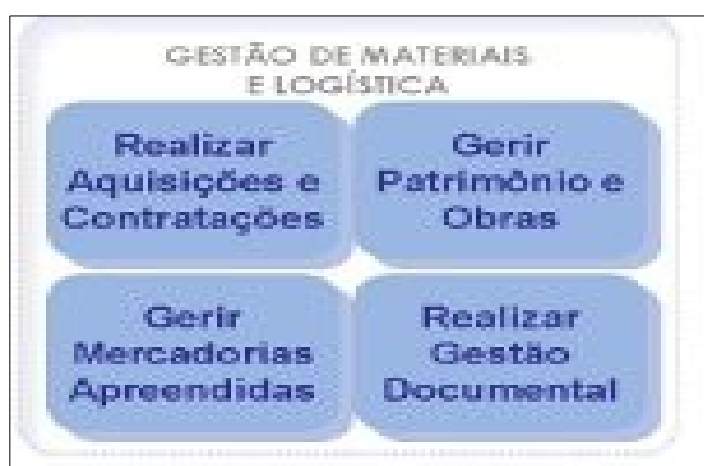 GESTÃO DE MATERIAIS
E LOGÍSTICA
Realizar
Aquisições e
Contratações
Gerir
Patrimônio e
Obras
Gerir
Mercadorias
Apreendidas
Realizar
Gestão
Documental